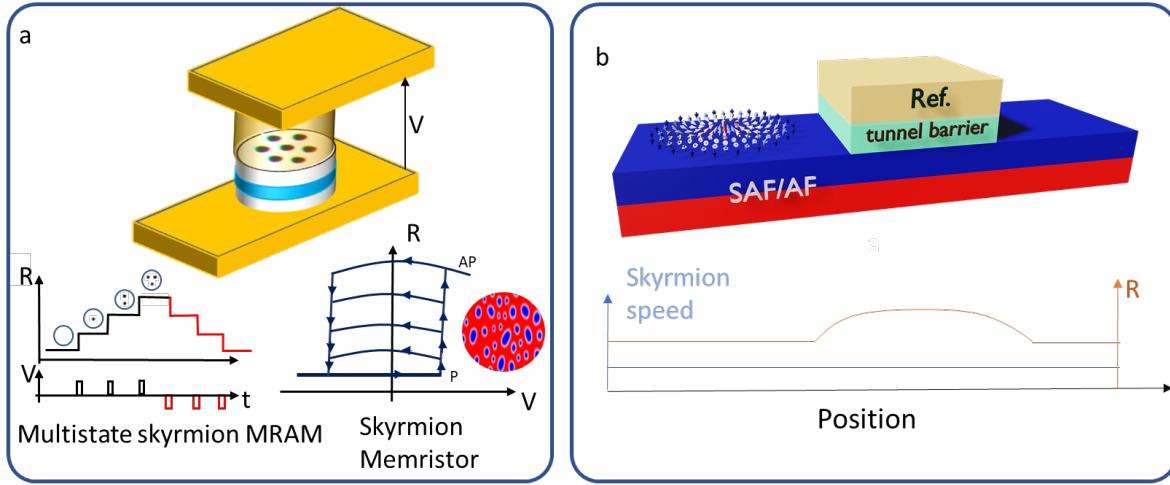 a
V
R
V
t
Multistate skyrmion MRAM
R
AP
P
V
Skyrmion
Memristor
b
Ref.
tunnel barrier
SAF/AF
Skyrmion
speed
R
Position